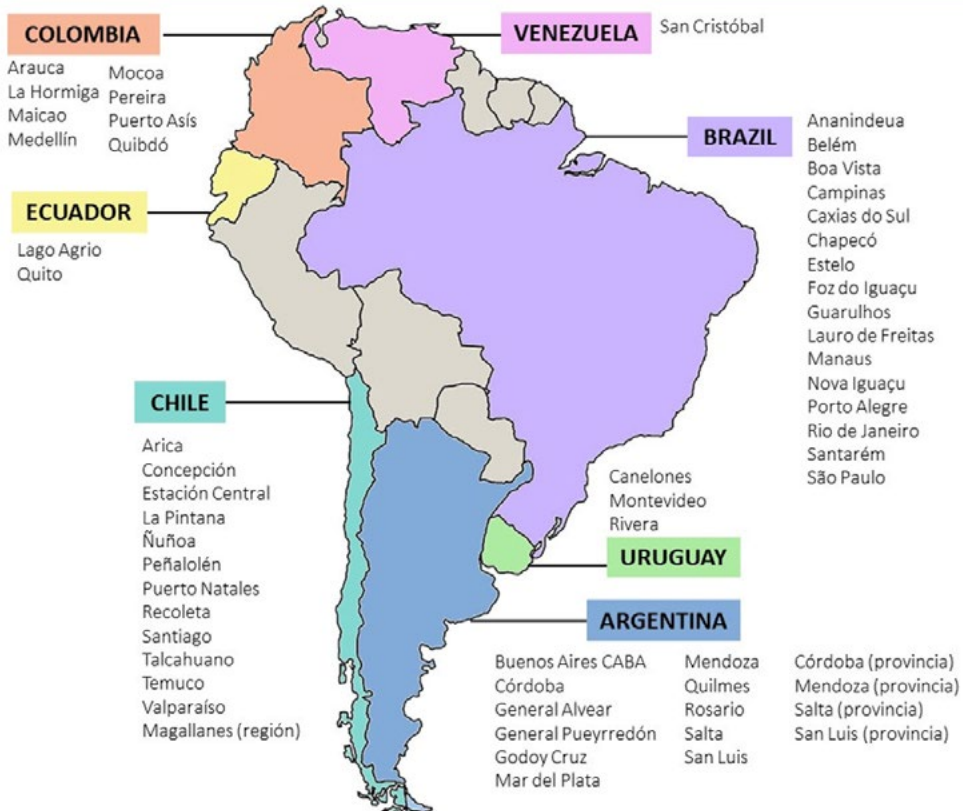 COLOMBIA
Arauca
La Hormiga
Maicao
Medellín
Mocoa
Pereira
Puerto Asís
Quibdó
VENEZUELA
San Cristóbal
BRAZIL
Ananindeua
Belém
Boa Vista
Campinas
Caxias do Sul
Chapecó
Estelo
Foz do Iguaçu
Guarulhos
Lauro de Freitas
Manaus
Nova Iguaçu
Porto Alegre
Rio de Janeiro
Santarém
São Paulo
ECUADOR
Lago Agrio
Quito
CHILE
Arica
Concepción
Estación Central
La Pintana
Ñuñoa
Peñalolén
Puerto Natales
Recoleta
Santiago
Talcahuano
Temuco
Valparaíso
Magallanes (región)
Canelones
Montevideo
Rivera
URUGUAY
ARGENTINA
Buenos Aires CABA
Córdoba
General Alvear
General Pueyrredón
Godoy Cruz
Mar del Plata
Mendoza
Quilmes
Rosario
Salta
San Luis
Córdoba (provincia)
Mendoza (provincia)
Salta (provincia)
San Luis (provincia)